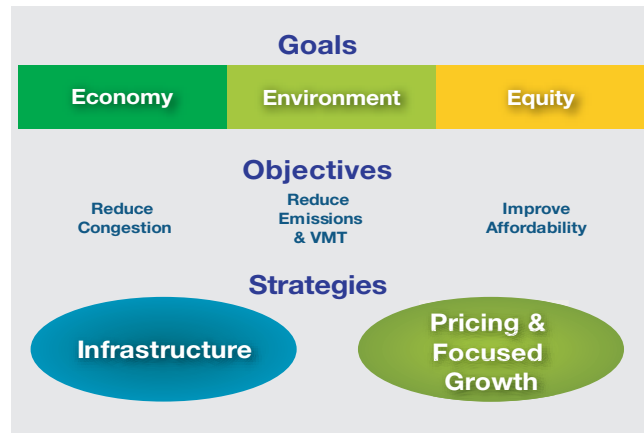 Goals
Economy
Environment
Equity
Objectives
Reduce
Congestion
Reduce
Emissions
& VMT
Improve
Affordability
Strategies
Infrastructure
Pricing &
Focused
Growth